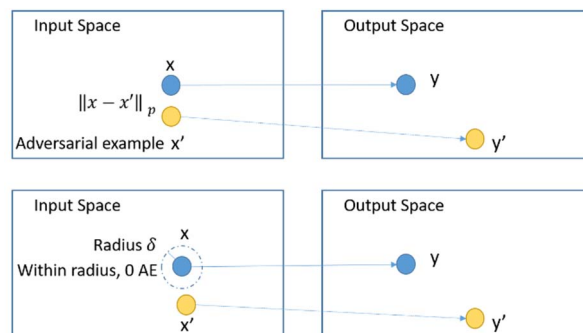 Input Space
Output Space
x
y
‖x − x′‖ p
Adversarial example x'
y'
Input Space
Output Space
x
Radius δ
y
Within radius, 0 AE
x'
y'